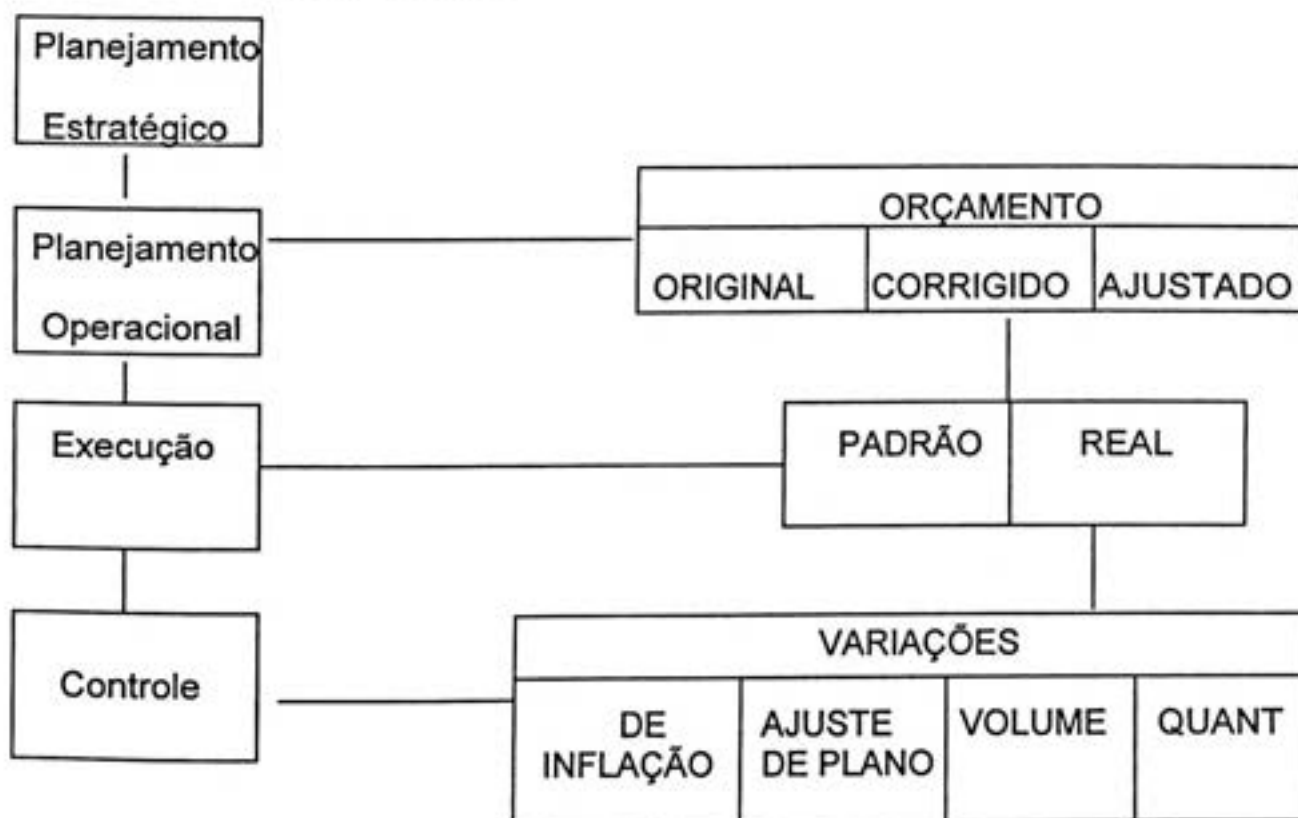 Planejamento
Estratégico
Planejamento
Operacional
ORÇAMENTO
ORIGINAL CORRIGIDO AJUSTADO
Execução
PADRÃO REAL
Controle
VARIAÇÕES
DE INFLAÇÃO
AJUSTE DE PLANO
VOLUME
QUANT